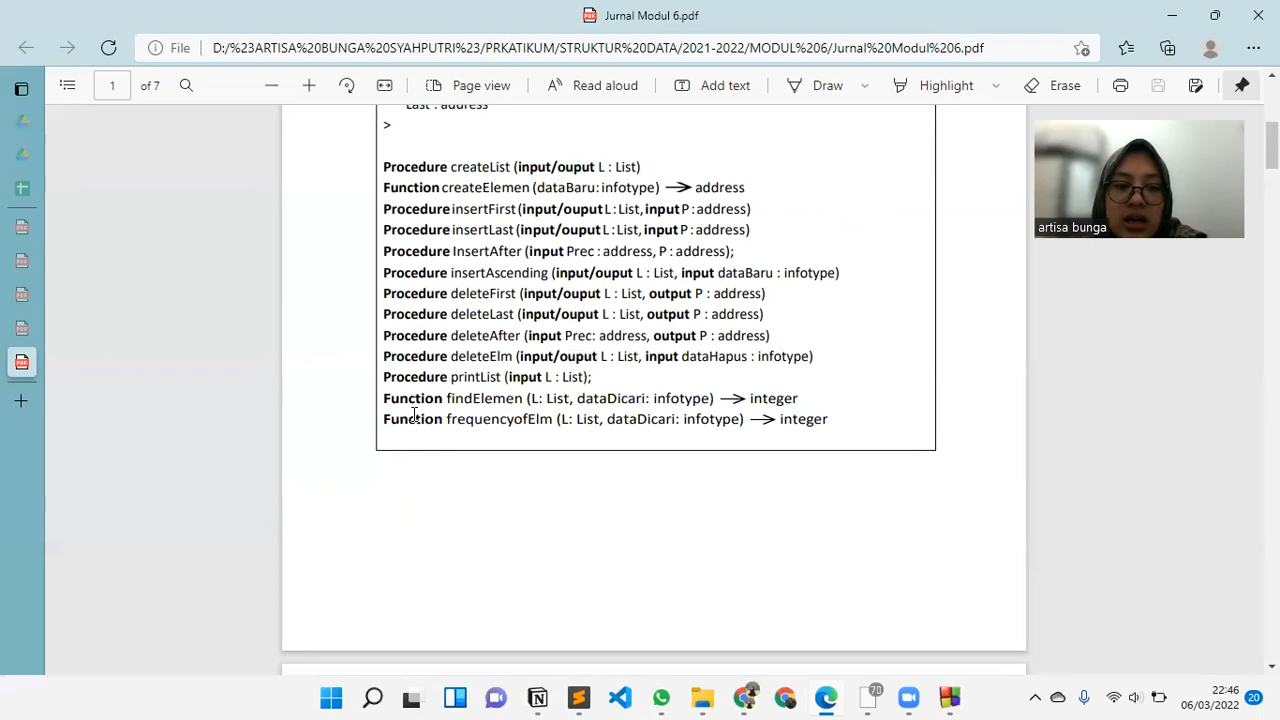 Jurnal Modul 6.pdf
File
D:/%23ARTISA%20BUNGA%20SYAHPUTRI%23/PRKATIKUM/STRUKTUR%20DATA/2021-2022/MODUL%206/Jurnal%20Modul%206.pdf
1 of 7
Page view
Read aloud
Add text
Draw
Highlight
Erase
Last : address
>
Procedure createList (input/ouput L : List)
Function createElemen (dataBaru: infotype) → address
Procedure insertFirst (input/ouput L: List, input P : address)
Procedure insertLast (input/ouput L: List, input P : address)
Procedure InsertAfter (input Prec : address, P : address);
Procedure insertAscending (input/ouput L : List, input dataBaru : infotype)
Procedure deleteFirst (input/ouput L : List, output P : address)
Procedure deleteLast (input/ouput L : List, output P : address)
Procedure deleteAfter (input Prec: address, output P : address)
Procedure deleteElm (input/ouput L : List, input dataHapus : infotype)
Procedure printList (input L : List);
Function findElemen (L: List, dataDicari: infotype) → integer
Function frequencyofElm (L: List, dataDicari: infotype) → integer
artisa bunga
70
22:46
06/03/2022
20